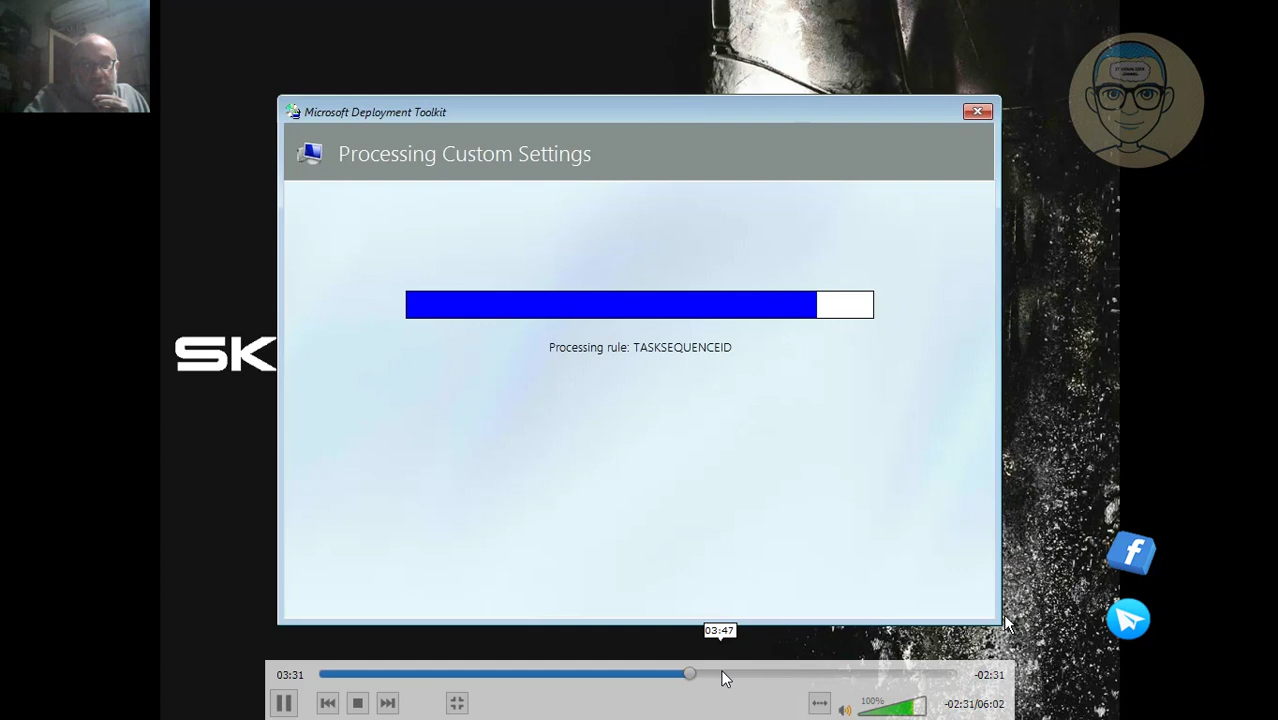 Microsoft Deployment Toolkit
Processing Custom Settings
Processing rule: TASKSEQUENCEID
SK
03:47
03:31
-02:31
100%
-02:31/06:02